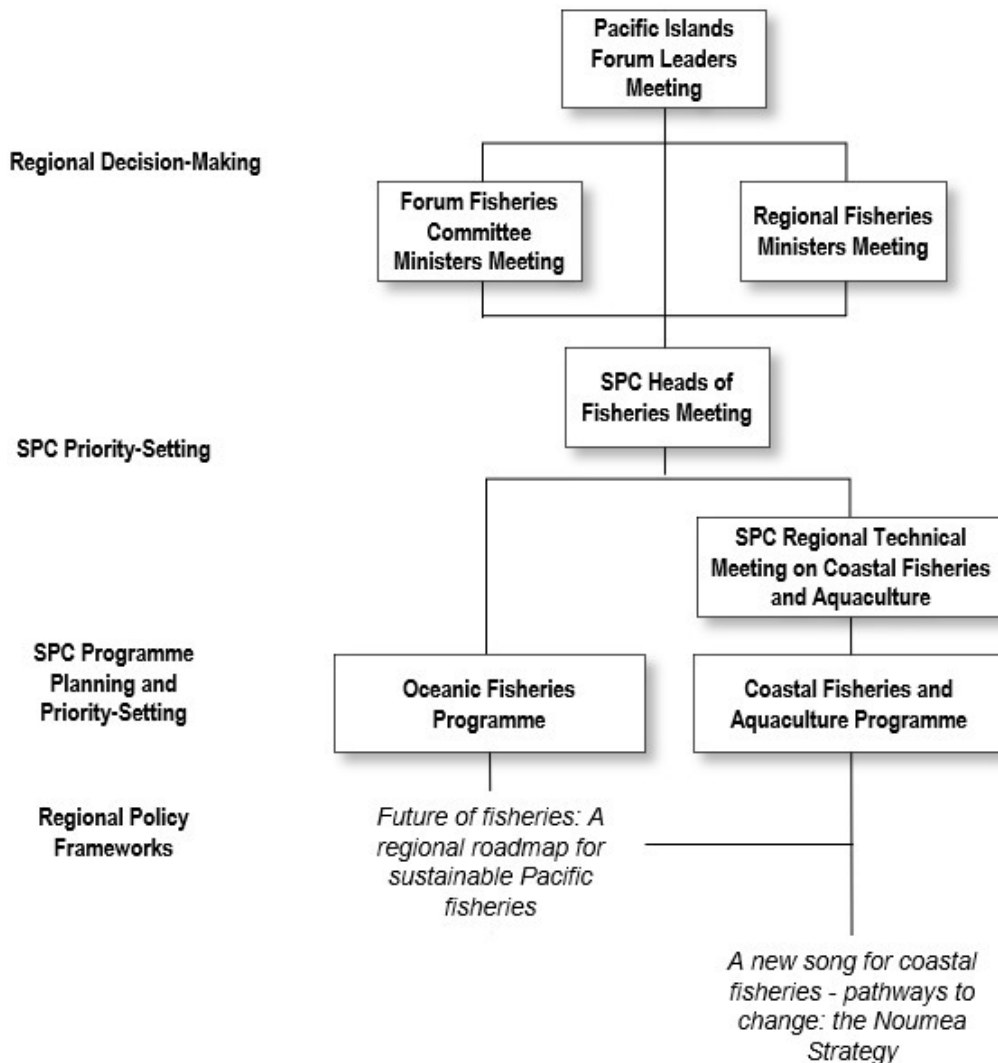 Pacific Islands
Forum Leaders
Meeting
Regional Decision-Making
Forum Fisheries
Committee
Ministers Meeting
Regional Fisheries
Ministers Meeting
SPC Heads of
Fisheries Meeting
SPC Priority-Setting
SPC Regional Technical
Meeting on Coastal Fisheries
and Aquaculture
SPC Programme
Planning and
Priority-Setting
Oceanic Fisheries
Programme
Coastal Fisheries and
Aquaculture Programme
Regional Policy
Frameworks
Future of fisheries: A
regional roadmap for
sustainable Pacific
fisheries
A new song for coastal
fisheries - pathways to
change: the Noumea
Strategy